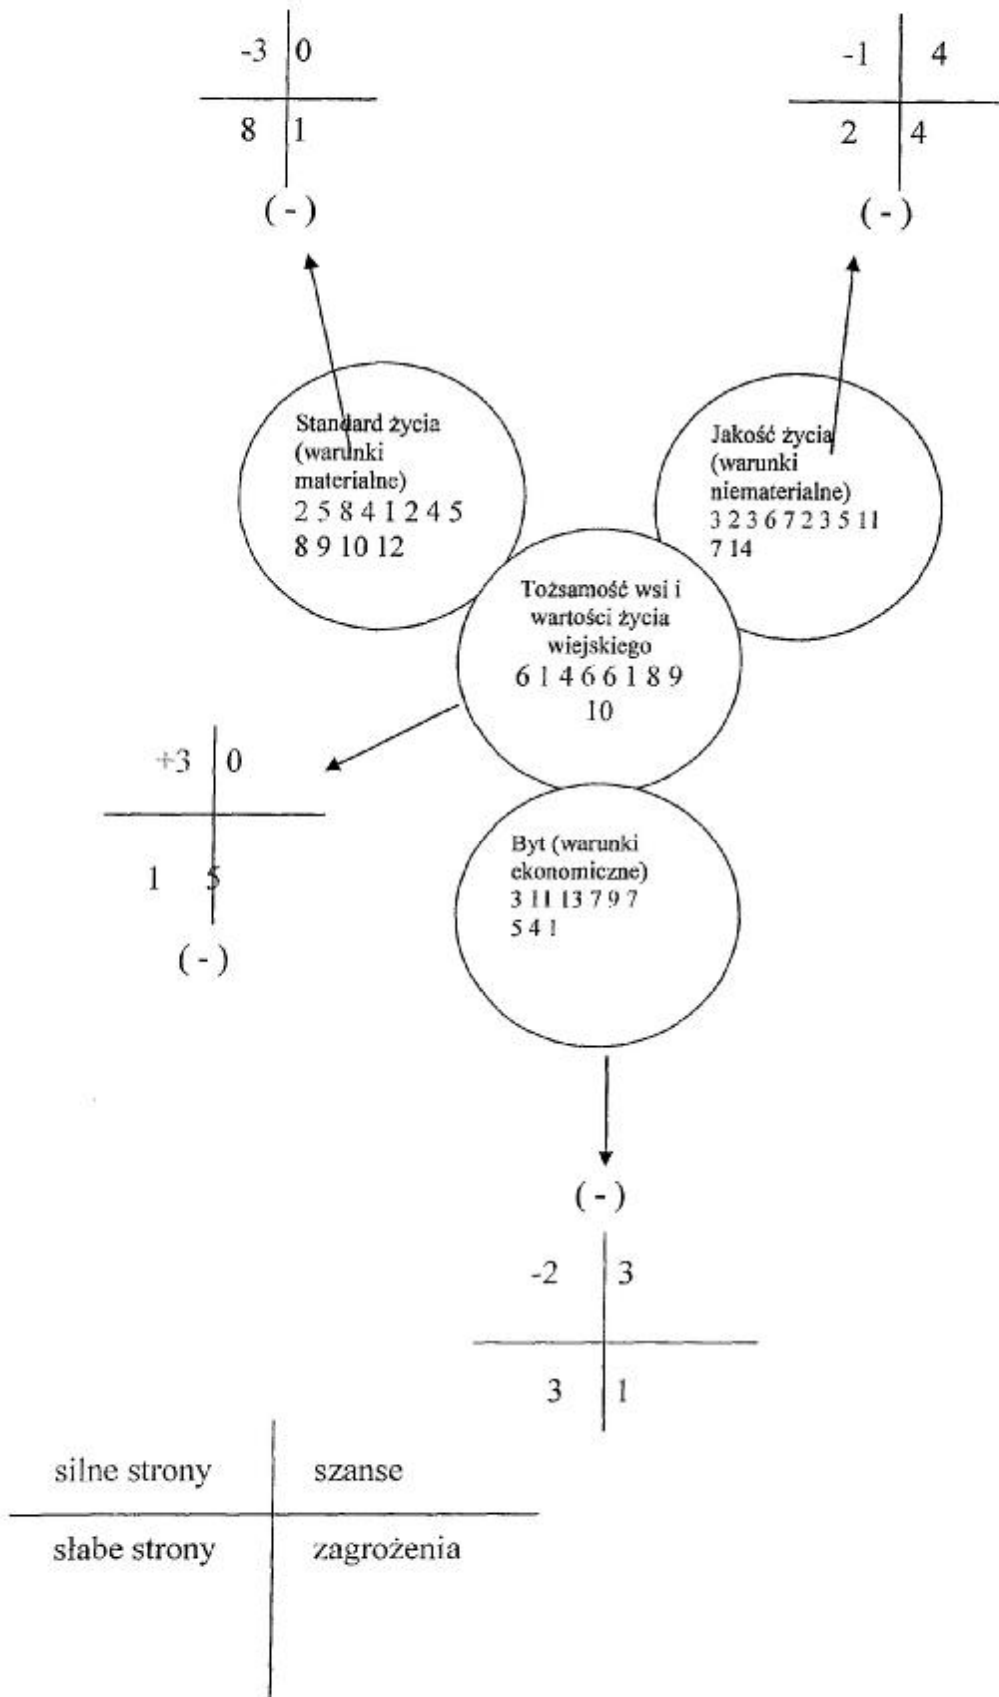 -3 0
8 1
( - )
-1 4
2 4
( - )
Standard życia
(warunki
materialne)
2 5 8 4 1 2 4 5
8 9 10 12
Jakość życia
(warunki
niematerialne)
3 2 3 6 7 2 3 5 11
7 14
Tożsamość wsi i
wartości życia
wiejskiego
6 1 4 6 6 1 8 9
10
+3 0
1 5
( - )
Byt (warunki
ekonomiczne)
3 11 13 7 9 7
5 4 1
( - )
-2 3
3 1
silne strony szanse
słabe strony zagrożenia